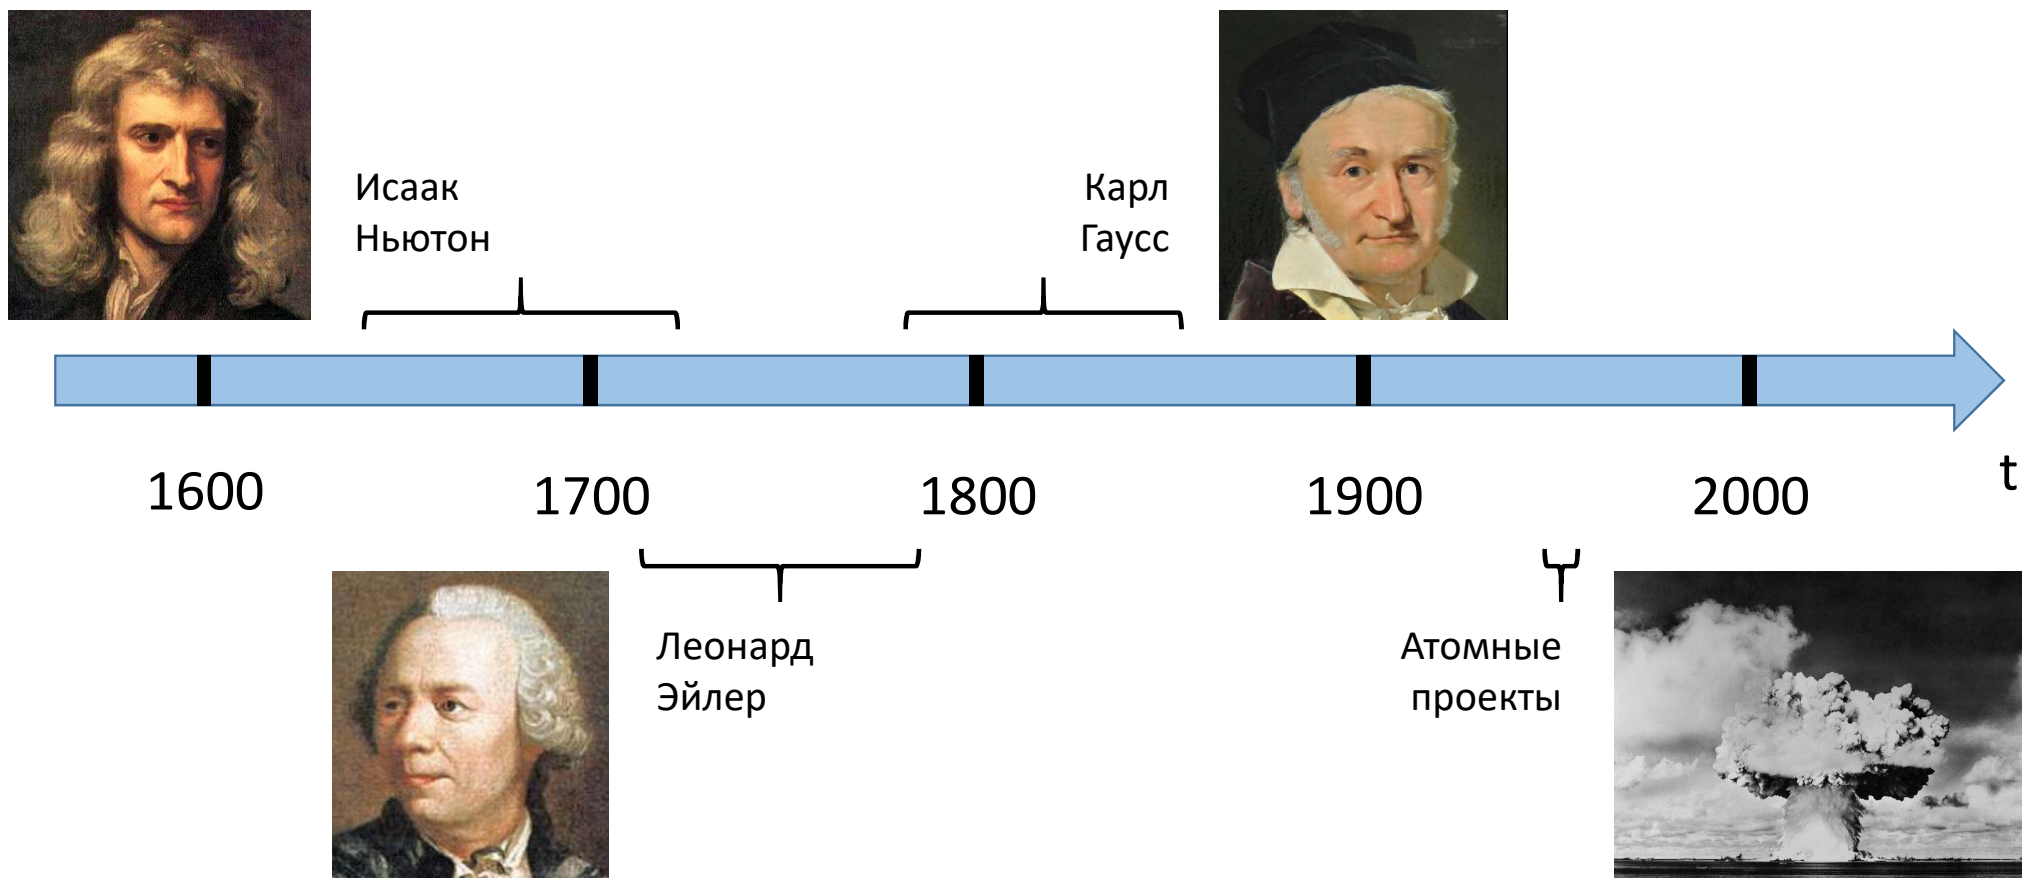 Исаак
Ньютон
Карл
Гаусс
1600
1700
1800
1900
2000
t
Леонард
Эйлер
Атомные
проекты